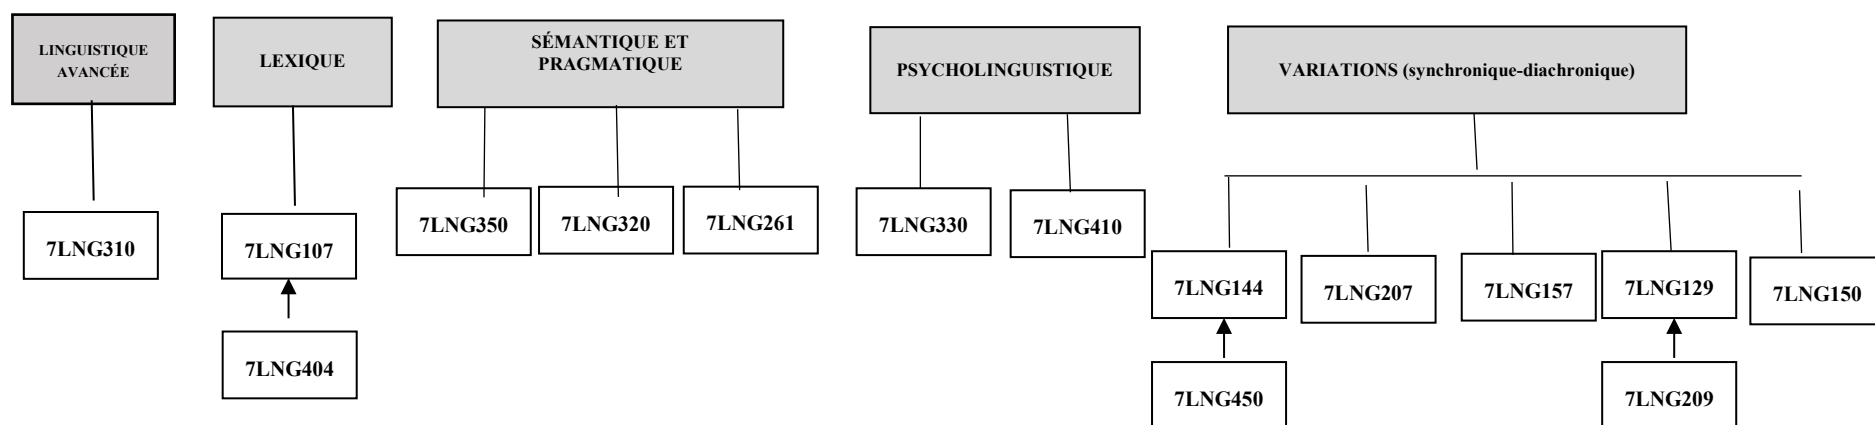 LINGUISTIQUE
AVANCÉE
LEXIQUE
SÉMANTIQUE ET
PRAGMATIQUE
PSYCHOLINGUISTIQUE
VARIATIONS (synchronique-diachronique)
7LNG310
7LNG107
7LNG350
7LNG320
7LNG261
7LNG330
7LNG410
7LNG144
7LNG207
7LNG157
7LNG129
7LNG150
7LNG404
7LNG450
7LNG209